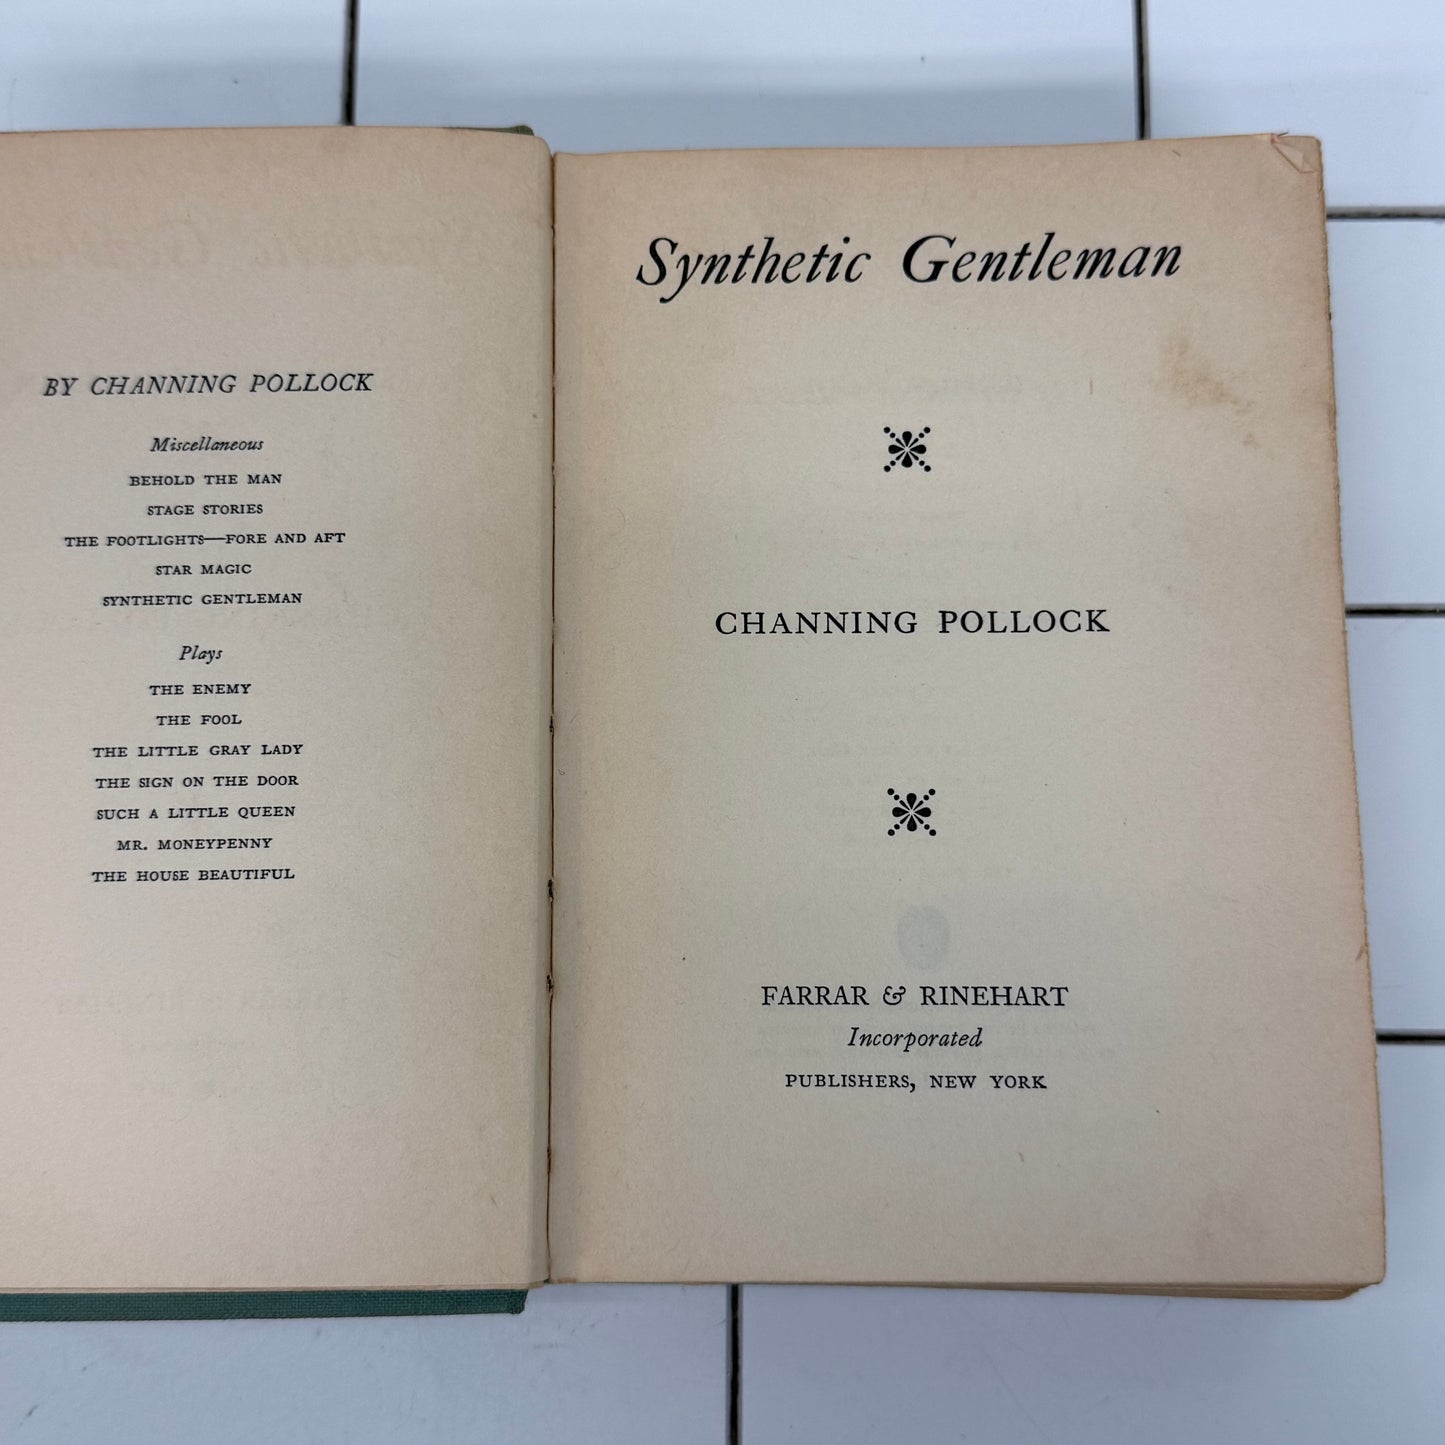 BY CHANNING POLLOCK
Miscellaneous
BEHOLD THE MAN
STAGE STORIES
THE FOOTLIGHTS—FORE AND AFT
STAR MAGIC
SYNTHETIC GENTLEMAN
Plays
THE ENEMY
THE FOOL
THE LITTLE GRAY LADY
THE SIGN ON THE DOOR
SUCH A LITTLE QUEEN
MR. MONEYPENNY
THE HOUSE BEAUTIFUL
Synthetic Gentleman
CHANNING POLLOCK
FARRAR & RINEHART
Incorporated
PUBLISHERS, NEW YORK